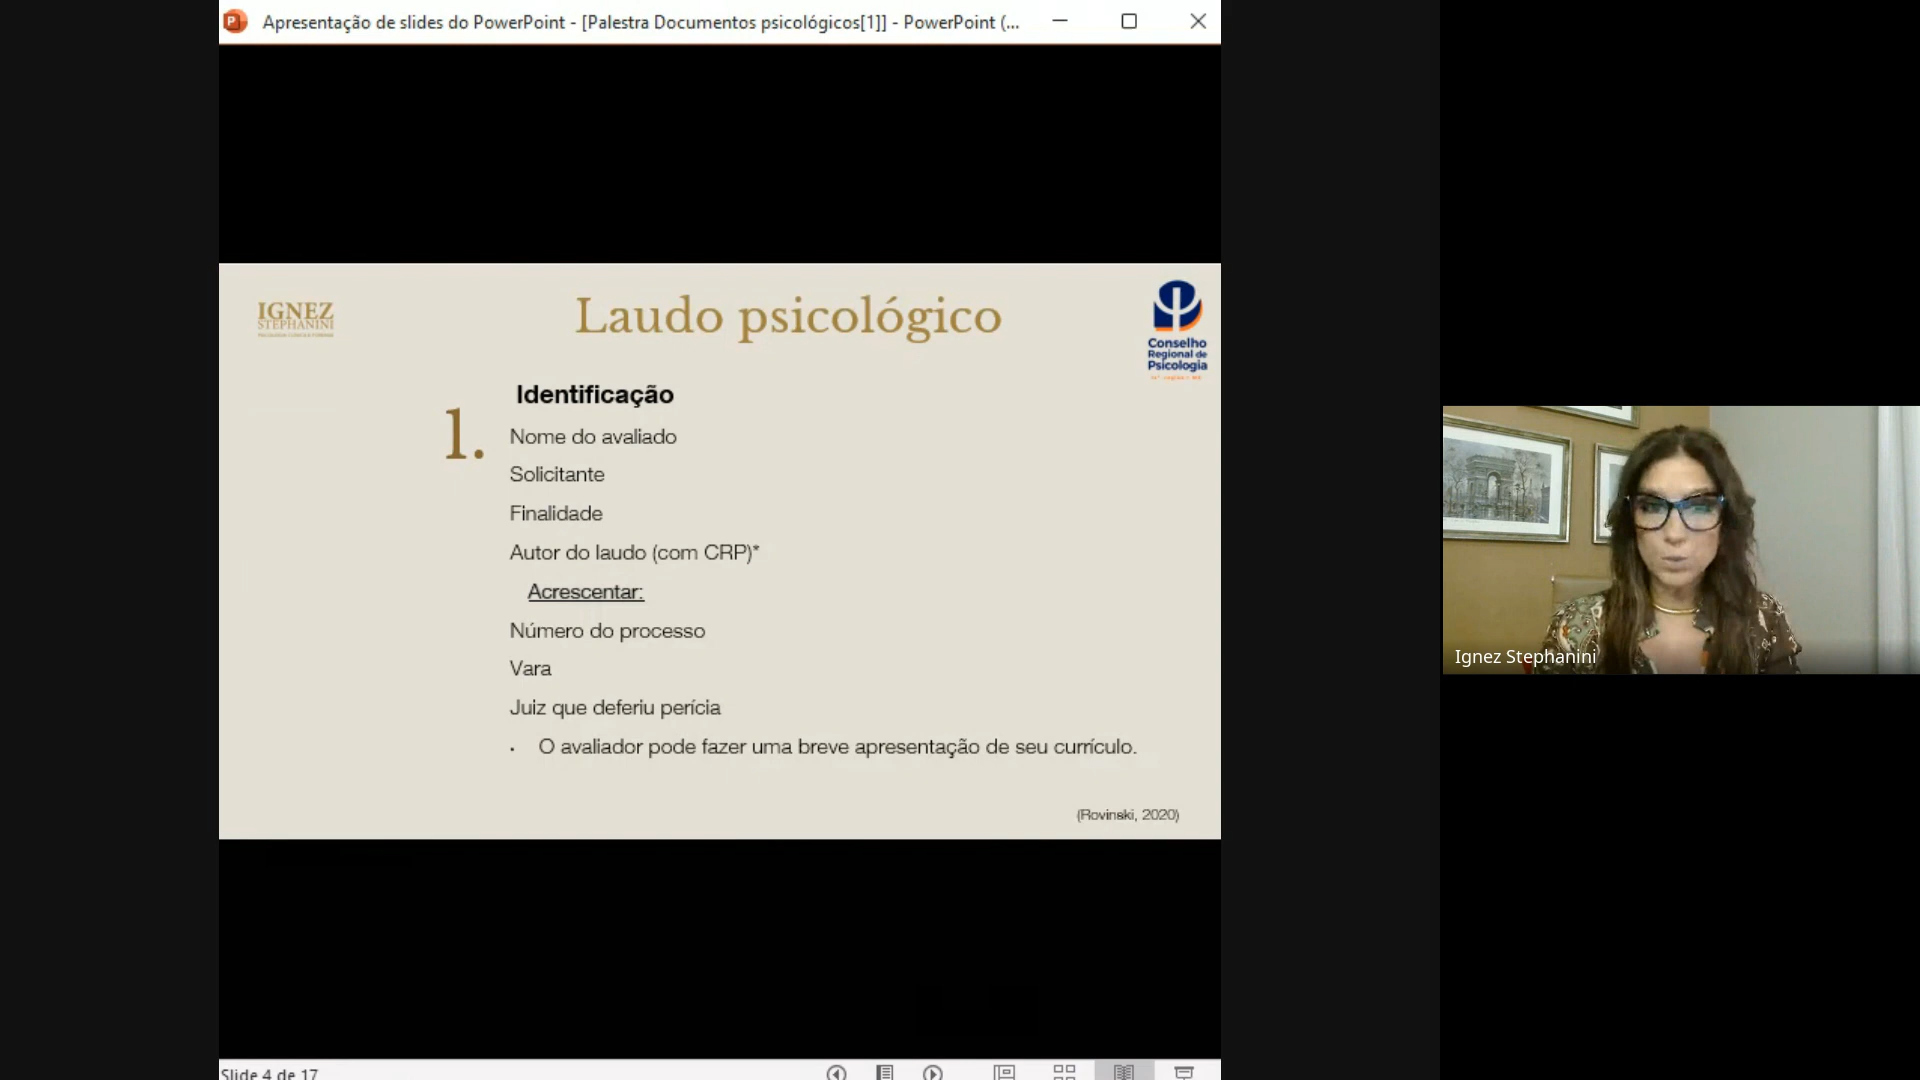 Apresentação de slides do PowerPoint - [Palestra Documentos psicológicos[1]] - PowerPoint (...
IGNEZ
STEPHANINI
Laudo psicológico
Conselho
Regional de
Psicologia
1.
Identificação
Nome do avaliado
Solicitante
Finalidade
Autor do laudo (com CRP)*
Acrescentar:
Número do processo
Vara
Juiz que deferiu perícia
• O avaliador pode fazer uma breve apresentação de seu currículo.
(Rovinski, 2020)
Slide 4 de 17
Ignez Stephanini